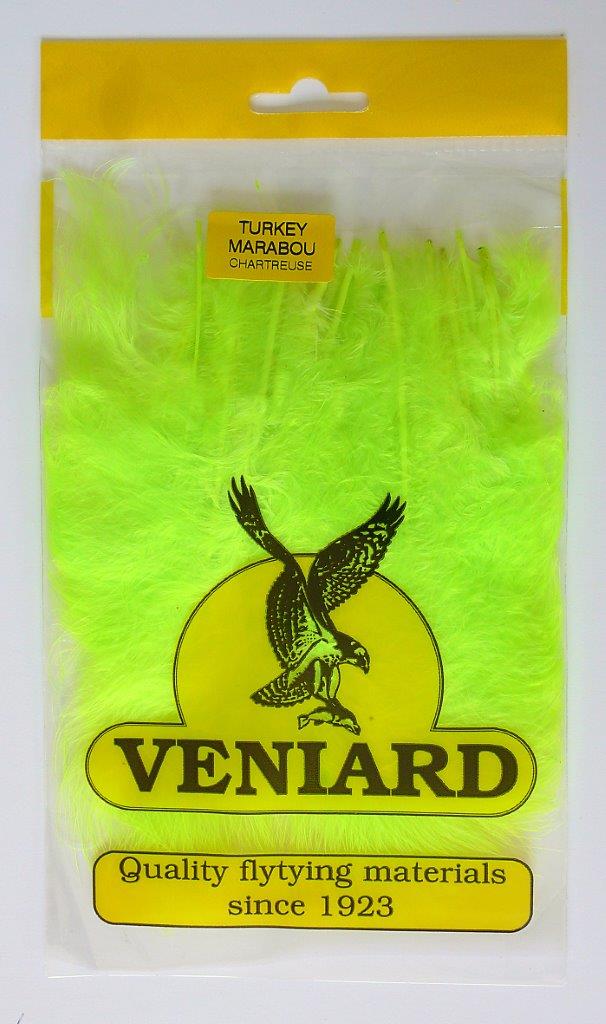 TURKEY
MARABOU
CHARTREUSE
VENIARD
Quality flytying materials
since 1923